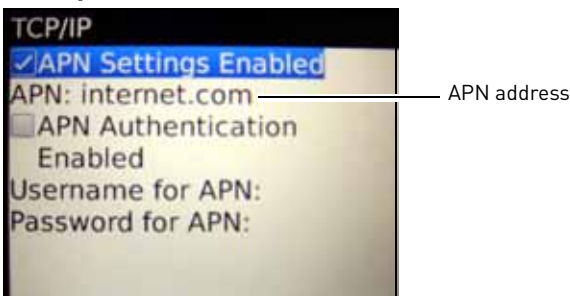 TCP/IP
APN Settings Enabled
APN: internet.com
APN address
APN Authentication
Enabled
Username for APN:
Password for APN: